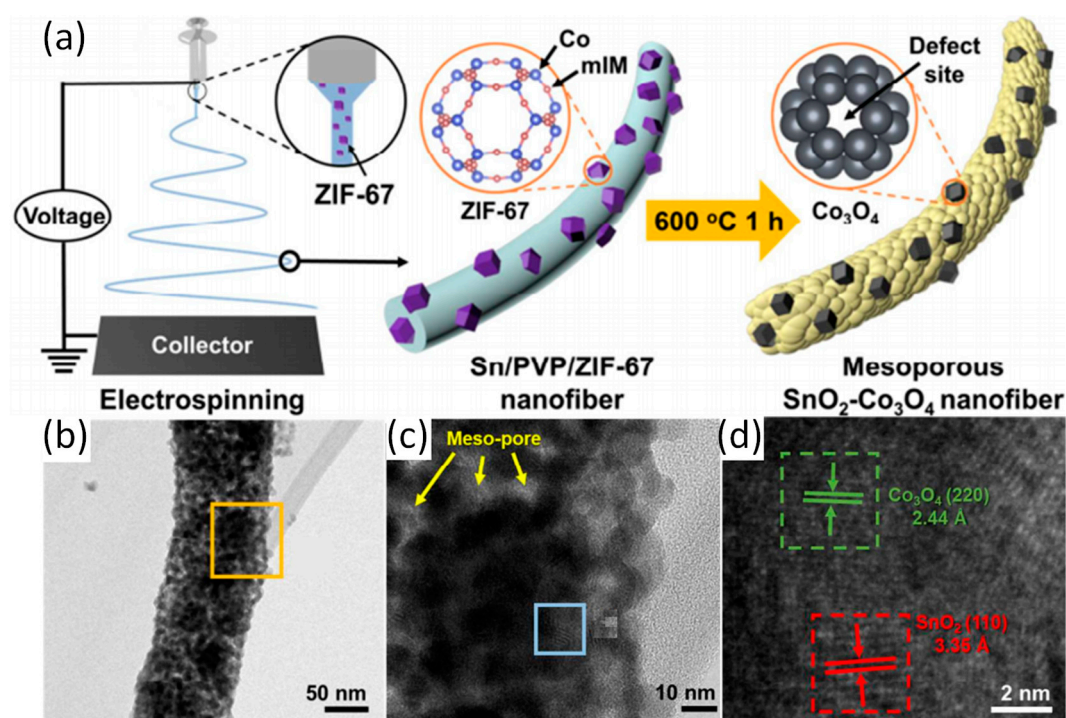 (a)
Voltage
ZIF-67
Collector
Electrospinning
Co
mIM
ZIF-67
Sn/PVP/ZIF-67
nanofiber
600 °C 1 h
Defect
site
Co₃O₄
Mesoporous
SnO₂-Co₃O₄ nanofiber
(b)
50 nm
(c)
Meso-pore
10 nm
(d)
Co₃O₄ (220)
2.44 Å
SnO₂ (110)
3.35 Å
2 nm